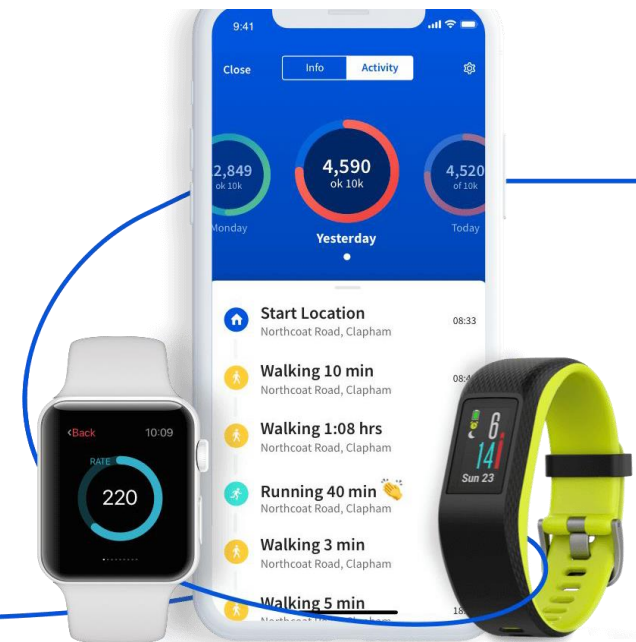 9:41
Close
Info
Activity
2,849
ok 10k
Monday
4,590
ok 10k
Yesterday
4,520
of 10k
Today
Start Location
08:33
Northcoat Road, Clapham
Walking 10 min
08:4
Northcoat Road, Clapham
Walking 1:08 hrs
Northcoat Road, Clapham
Running 40 min
Northcoat Road, Clapham
Walking 3 min
Northcoat Road, Clapham
Walking 5 min
18:
<Back
10:09
RATE
220
6
14
Sun 23